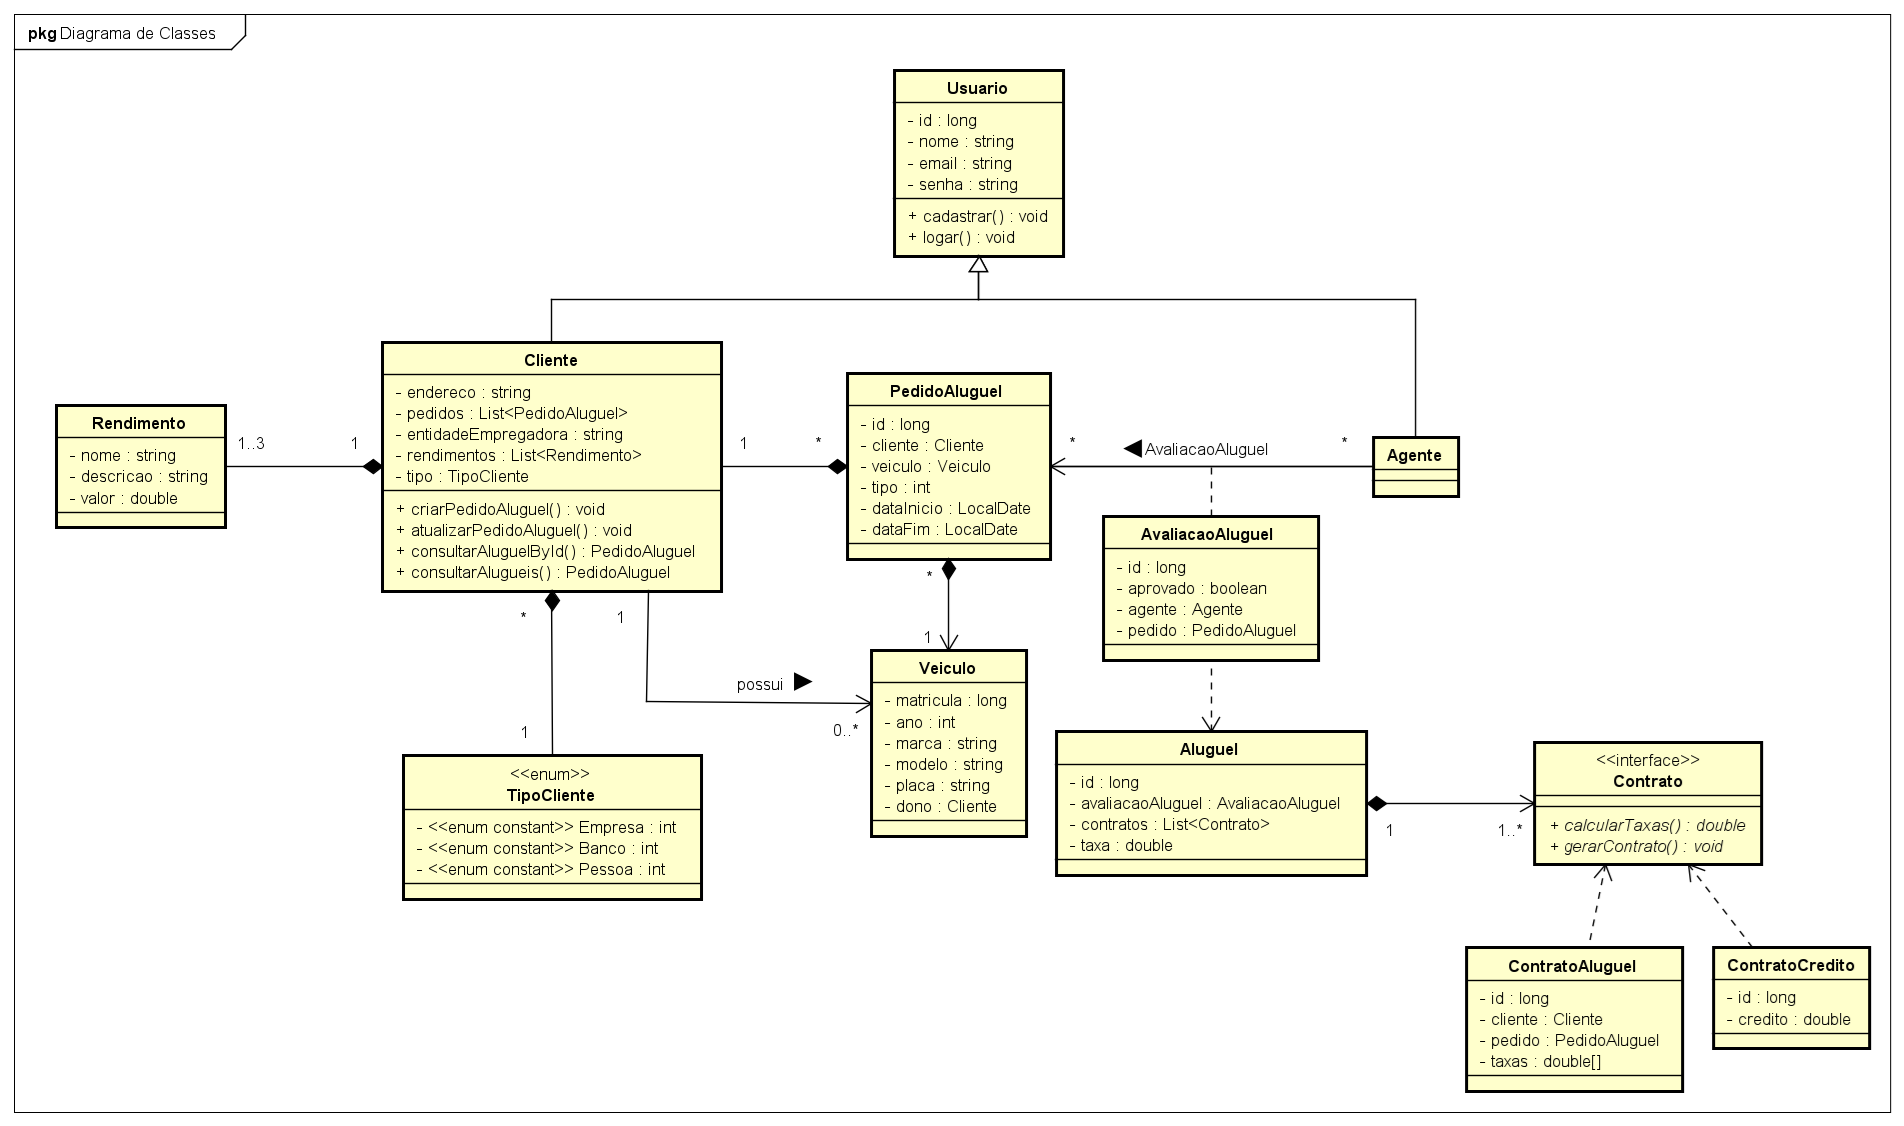 pkg Diagrama de Classes
Usuario
- id : long
- nome : string
- email : string
- senha : string
+ cadastrar() : void
+ logar() : void
Cliente
- endereco : string
- pedidos : List<PedidoAluguel>
- entidadeEmpregadora : string
- rendimentos : List<Rendimento>
- tipo : TipoCliente
+ criarPedidoAluguel() : void
+ atualizarPedidoAluguel() : void
+ consultarAluguelById() : PedidoAluguel
+ consultarAlugueis() : PedidoAluguel
Rendimento
- nome : string
- descricao : string
- valor : double
1..3
1
1
*
PedidoAluguel
- id : long
- cliente : Cliente
- veiculo : Veiculo
- tipo : int
- dataInicio : LocalDate
- dataFim : LocalDate
*
AvaliacaoAluguel
*
Agente
AvaliacaoAluguel
- id : long
- aprovado : boolean
- agente : Agente
- pedido : PedidoAluguel
*
1
*
1
possui
0..*
1
Veiculo
- matricula : long
- ano : int
- marca : string
- modelo : string
- placa : string
- dono : Cliente
<<enum>>
TipoCliente
- <<enum constant>> Empresa : int
- <<enum constant>> Banco : int
- <<enum constant>> Pessoa : int
Aluguel
- id : long
- avaliacaoAluguel : AvaliacaoAluguel
- contratos : List<Contrato>
- taxa : double
1
1..*
<<interface>>
Contrato
+ calcularTaxas() : double
+ gerarContrato() : void
ContratoAluguel
- id : long
- cliente : Cliente
- pedido : PedidoAluguel
- taxas : double[]
ContratoCredito
- id : long
- credito : double